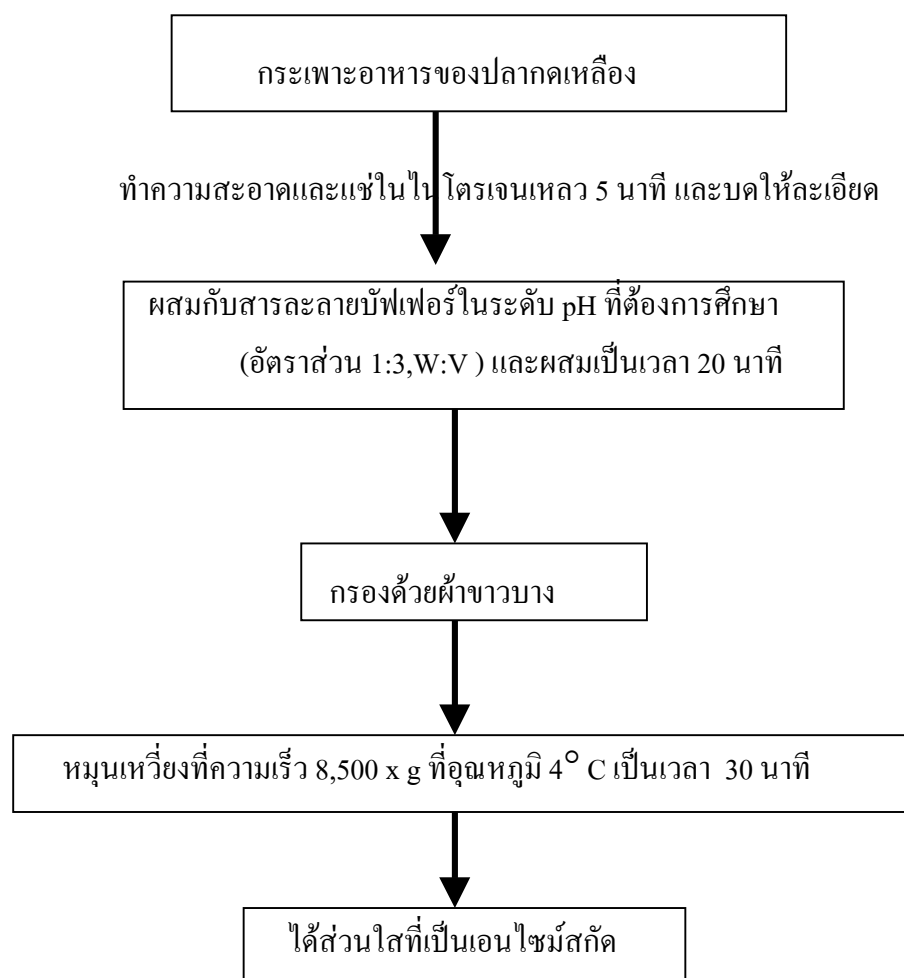 กระเพาะอาหารของปลากดเหลือง
ทำความสะอาดและแช่ในไนโตรเจนเหลว 5 นาที และบดให้ละเอียด
ผสมกับสารละลายบัฟเฟอร์ในระดับ pH ที่ต้องการศึกษา
(อัตราส่วน 1:3,W:V ) และผสมเป็นเวลา 20 นาที
กรองด้วยผ้าขาวบาง
หมุนเหวี่ยงที่ความเร็ว 8,500 x g ที่อุณหภูมิ 4° C เป็นเวลา 30 นาที
ได้ส่วนใสที่เป็นเอนไซม์สกัด